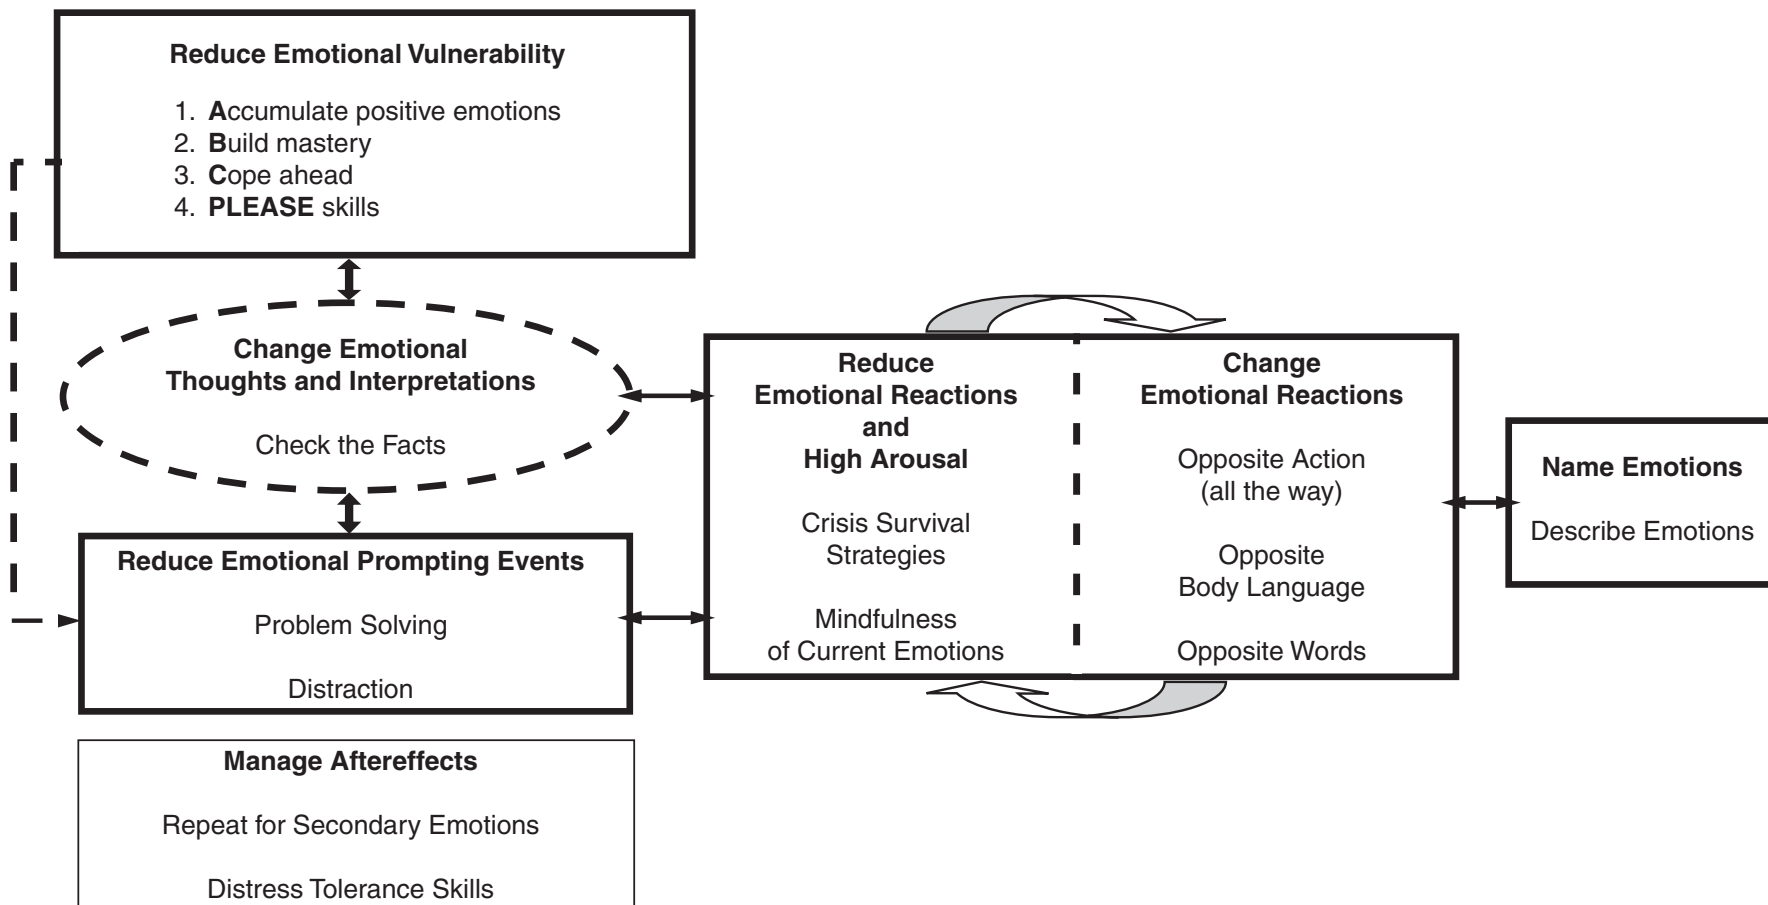 Reduce Emotional Vulnerability
1. Accumulate positive emotions
2. Build mastery
3. Cope ahead
4. PLEASE skills
Change Emotional
Thoughts and Interpretations
Check the Facts
Reduce Emotional Prompting Events
Problem Solving
Distraction
Manage Aftereffects
Repeat for Secondary Emotions
Distress Tolerance Skills
Reduce
Emotional Reactions
and
High Arousal
Crisis Survival
Strategies
Mindfulness
of Current Emotions
Change
Emotional Reactions
Opposite Action
(all the way)
Opposite
Body Language
Opposite Words
Name Emotions
Describe Emotions